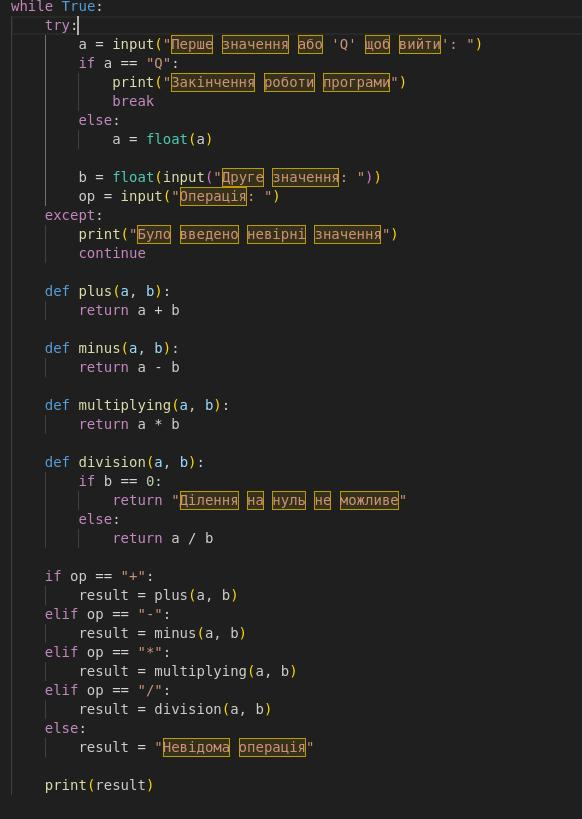 while True:
    try:
        a = input("Перше значення або 'Q' щоб вийти': ")
        if a == "Q":
            print("Закінчення роботи програми")
            break
        else:
            a = float(a)

        b = float(input("Друге значення: "))
        op = input("Операція: ")
    except:
        print("Було введено невірні значення")
        continue

    def plus(a, b):
        return a + b

    def minus(a, b):
        return a - b

    def multiplying(a, b):
        return a * b

    def division(a, b):
        if b == 0:
            return "Ділення на нуль не можливе"
        else:
            return a / b

    if op == "+":
        result = plus(a, b)
    elif op == "-":
        result = minus(a, b)
    elif op == "*":
        result = multiplying(a, b)
    elif op == "/":
        result = division(a, b)
    else:
        result = "Невідома операція"

    print(result)